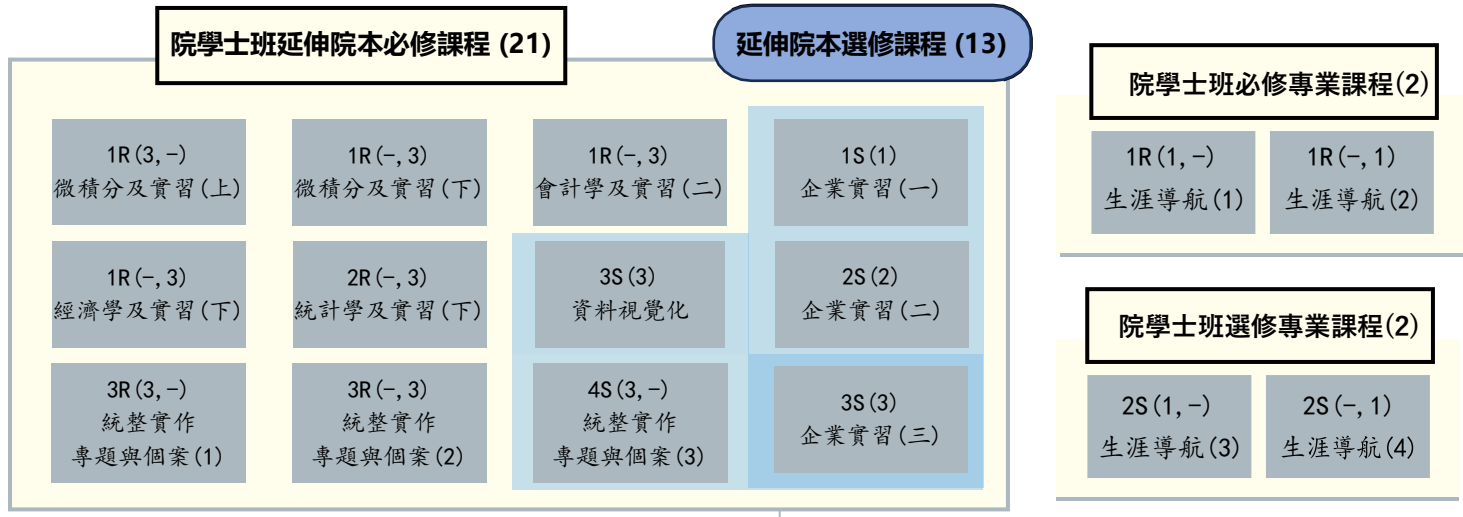 院學士班延伸院本必修課程 (21)
延伸院本選修課程 (13)
1R(3,-)
微積分及實習(上)
1R(-,3)
微積分及實習(下)
1R(-,3)
會計學及實習(二)
1S(1)
企業實習(一)
1R(-,3)
經濟學及實習(下)
2R(-,3)
統計學及實習(下)
3S(3)
資料視覺化
2S(2)
企業實習(二)
3R(3,-)
統整實作
專題與個案(1)
3R(-,3)
統整實作
專題與個案(2)
4S(3,-)
統整實作
專題與個案(3)
3S(3)
企業實習(三)
院學士班必修專業課程(2)
1R(1,-)
生涯導航(1)
1R(-,1)
生涯導航(2)
院學士班選修專業課程(2)
2S(1,-)
生涯導航(3)
2S(-,1)
生涯導航(4)